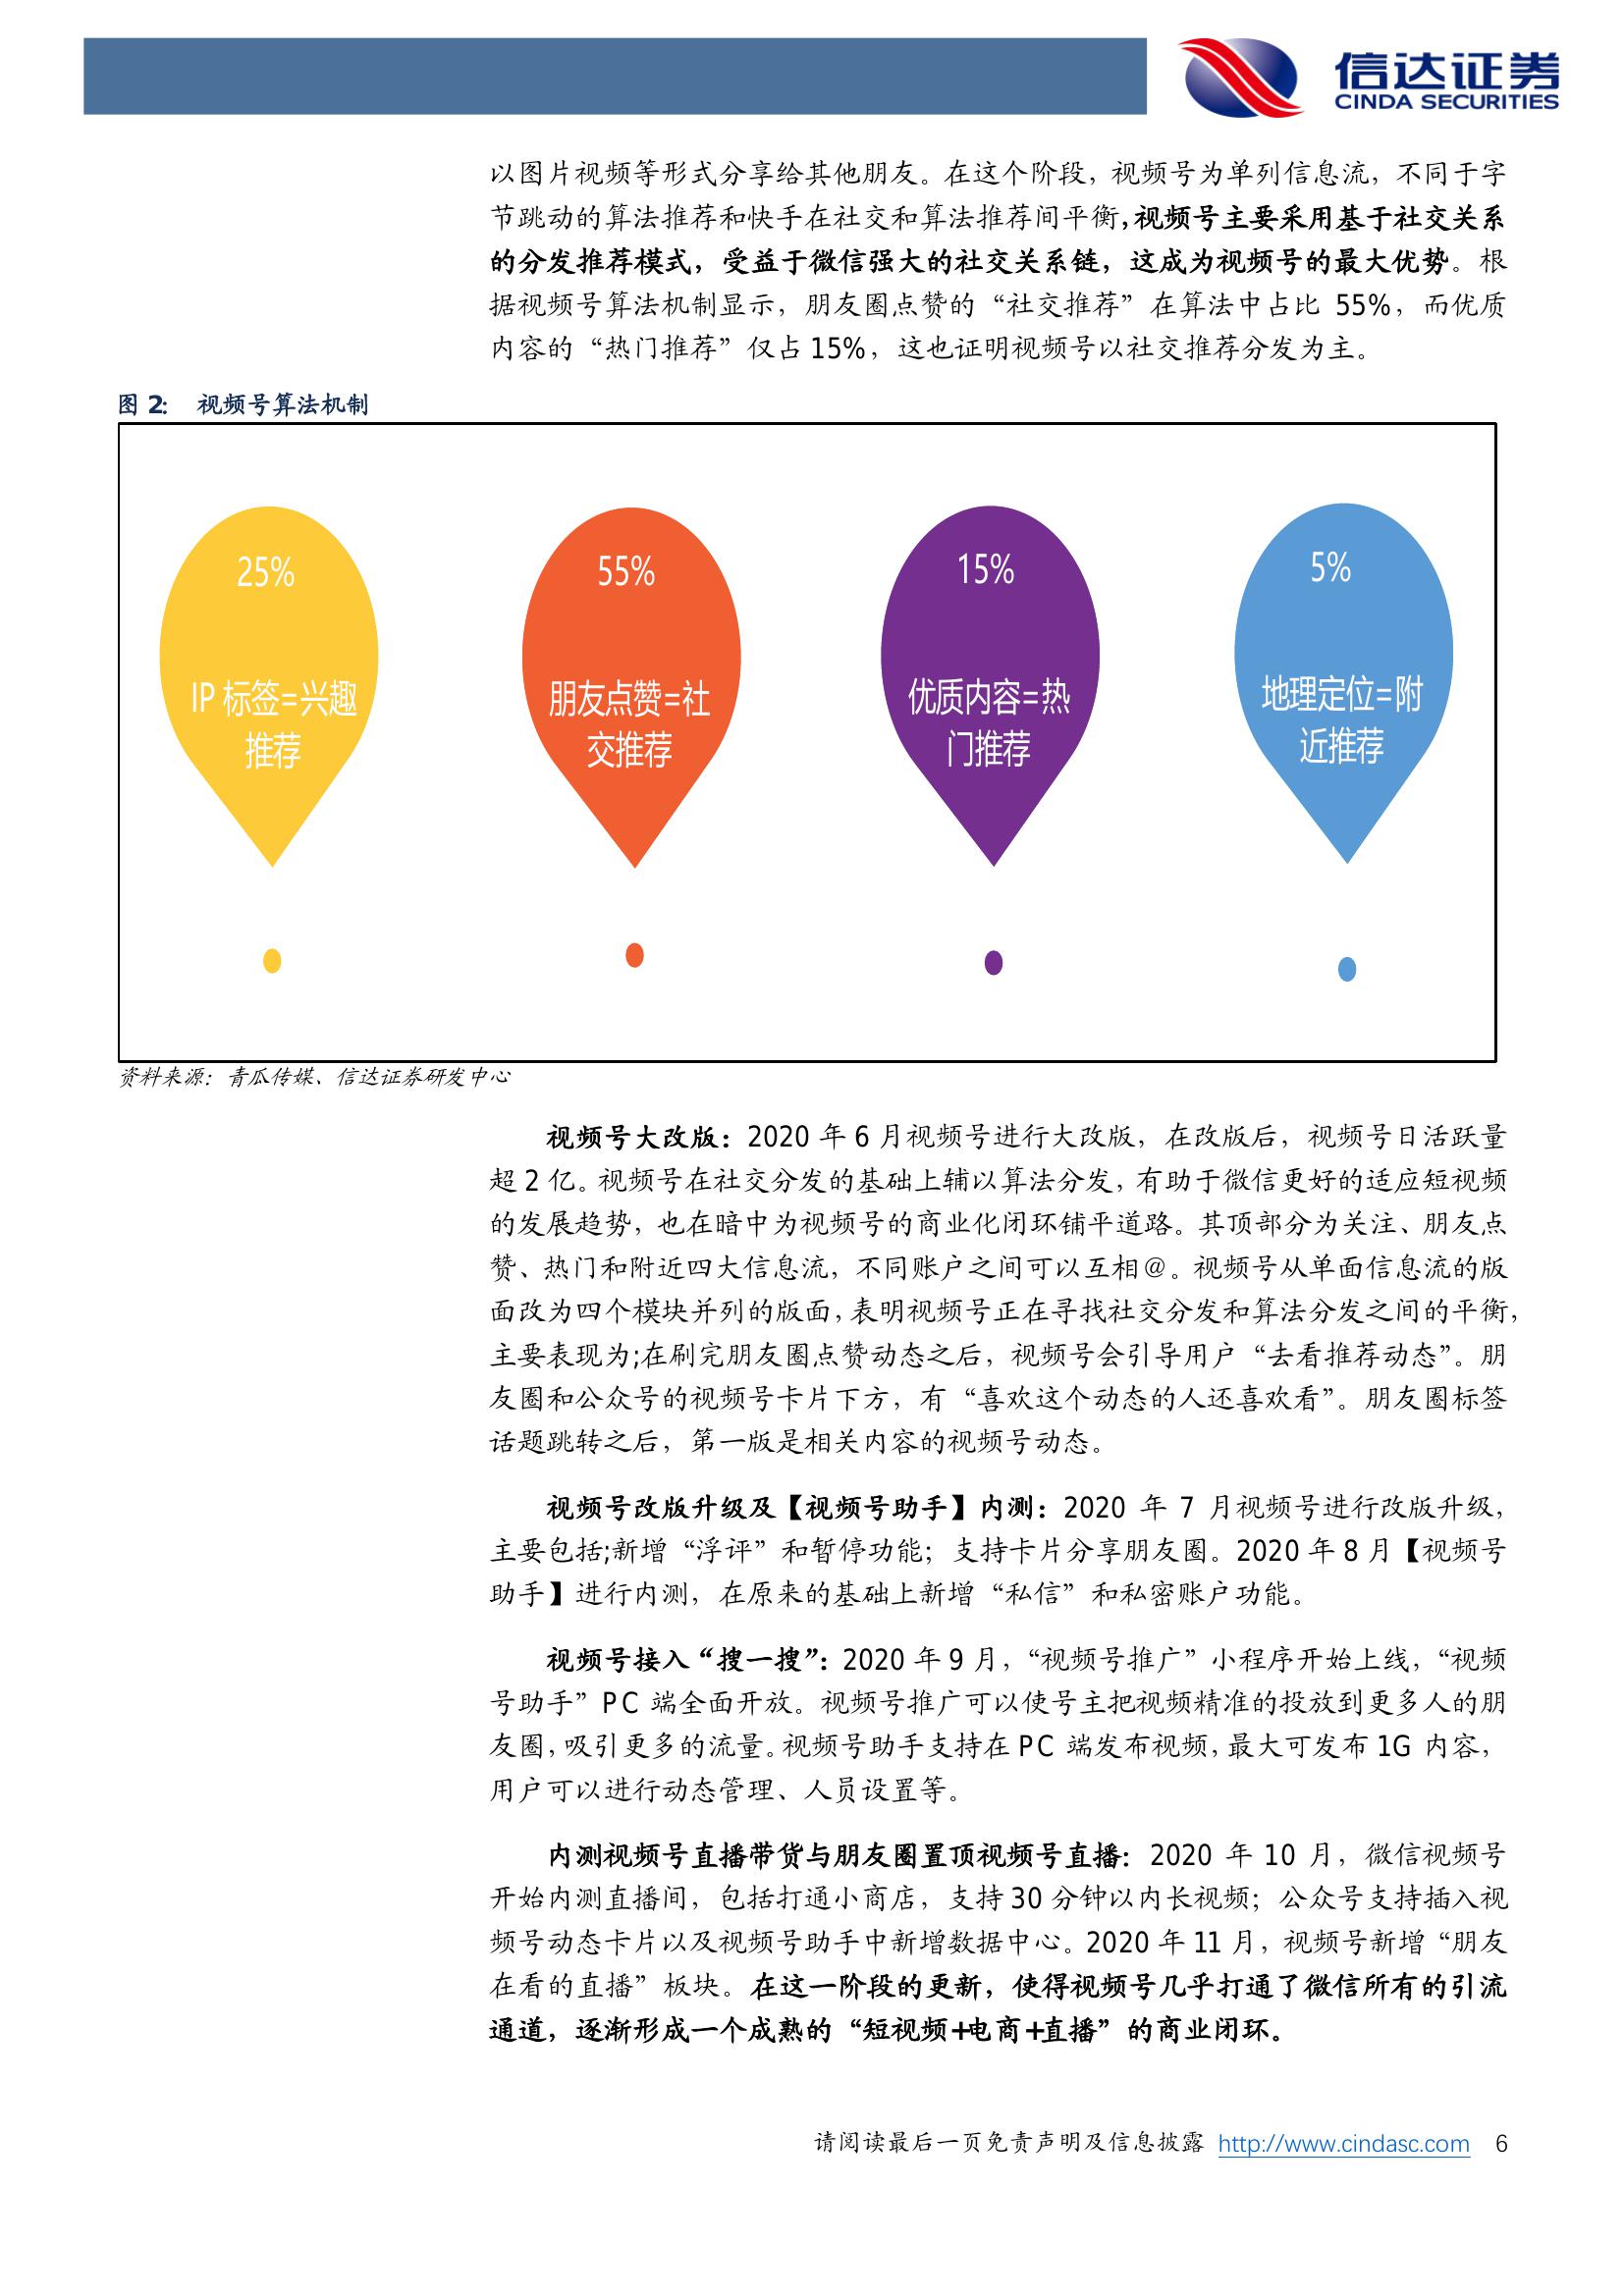 信达证券
CINDA SECURITIES
以图片视频等形式分享给其他朋友。在这个阶段，视频号为单列信息流，不同于字
节跳动的算法推荐和快手在社交和算法推荐间平衡，视频号主要采用基于社交关系
的分发推荐模式，受益于微信强大的社交关系链，这成为视频号的最大优势。根
据视频号算法机制显示，朋友圈点赞的“社交推荐”在算法中占比 55%，而优质
内容的“热门推荐”仅占 15%，这也证明视频号以社交推荐分发为主。
图 2: 视频号算法机制
25%
IP 标签=兴趣
推荐
55%
朋友点赞=社
交推荐
15%
优质内容=热
门推荐
5%
地理定位=附
近推荐
资料来源：青瓜传媒、信达证券研发中心
视频号大改版：2020 年 6 月视频号进行大改版，在改版后，视频号日活跃量
超 2 亿。视频号在社交分发的基础上辅以算法分发，有助于微信更好的适应短视频
的发展趋势，也在暗中为视频号的商业化闭环铺平道路。其顶部分为关注、朋友点
赞、热门和附近四大信息流，不同账户之间可以互相@。视频号从单面信息流的版
面改为四个模块并列的版面，表明视频号正在寻找社交分发和算法分发之间的平衡，
主要表现为;在刷完朋友圈点赞动态之后，视频号会引导用户“去看推荐动态”。朋
友圈和公众号的视频号卡片下方，有“喜欢这个动态的人还喜欢看”。朋友圈标签
话题跳转之后，第一版是相关内容的视频号动态。
视频号改版升级及【视频号助手】内测：2020 年 7 月视频号进行改版升级，
主要包括;新增“浮评”和暂停功能；支持卡片分享朋友圈。2020 年 8 月【视频号
助手】进行内测，在原来的基础上新增“私信”和私密账户功能。
视频号接入“搜一搜”：2020 年 9 月，“视频号推广”小程序开始上线，“视频
号助手”PC 端全面开放。视频号推广可以使号主把视频精准的投放到更多人的朋
友圈，吸引更多的流量。视频号助手支持在 PC 端发布视频，最大可发布 1G 内容，
用户可以进行动态管理、人员设置等。
内测视频号直播带货与朋友圈置顶视频号直播：2020 年 10 月，微信视频号
开始内测直播间，包括打通小商店，支持 30 分钟以内长视频；公众号支持插入视
频号动态卡片以及视频号助手中新增数据中心。2020 年 11 月，视频号新增“朋友
在看的直播”板块。在这一阶段的更新，使得视频号几乎打通了微信所有的引流
通道，逐渐形成一个成熟的“短视频+电商+直播”的商业闭环。
请阅读最后一页免责声明及信息披露 http://www.cindasc.com 6